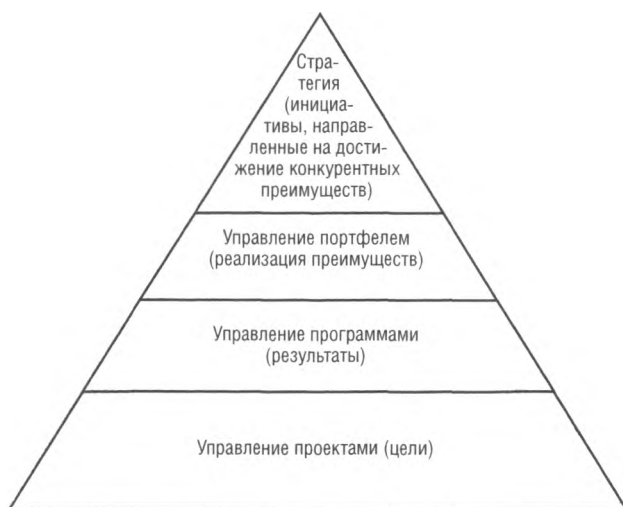 Стра-
тегия
(инициа-
тивы, направ-
ленные на дости-
жение конкурентных
преимуществ)
Управление портфелем
(реализация преимуществ)
Управление программами
(результаты)
Управление проектами (цели)